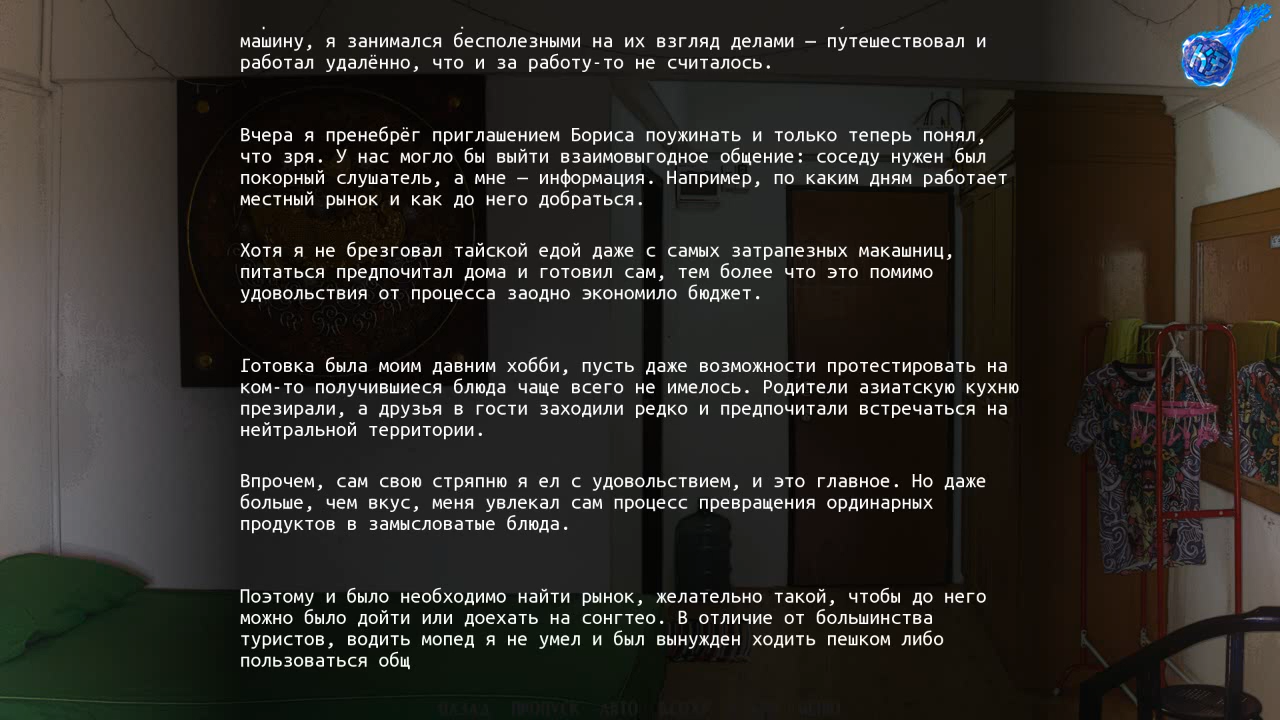 машину, я занимался бесполезными на их взгляд делами — путешествовал и
работал удалённо, что и за работу-то не считалось.
Вчера я пренебрёг приглашением Бориса поужинать и только теперь понял,
что зря. У нас могло бы выйти взаимовыгодное общение: соседу нужен был
покорный слушатель, а мне — информация. Например, по каким дням работает
местный рынок и как до него добраться.
Хотя я не брезговал тайской едой даже с самых затрапезных макашниц,
питаться предпочитал дома и готовил сам, тем более что это помимо
удовольствия от процесса заодно экономило бюджет.
Готовка была моим давним хобби, пусть даже возможности протестировать на
ком-то получившиеся блюда чаще всего не имелось. Родители азиатскую кухню
презирали, а друзья в гости заходили редко и предпочитали встречаться на
нейтральной территории.
Впрочем, сам свою стряпню я ел с удовольствием, и это главное. Но даже
больше, чем вкус, меня увлекал сам процесс превращения ординарных
продуктов в замысловатые блюда.
Поэтому и было необходимо найти рынок, желательно такой, чтобы до него
можно было дойти или доехать на сонгтео. В отличие от большинства
туристов, водить мопед я не умел и был вынужден ходить пешком либо
пользоваться общ
НАЗАД ПРОПУСК АВТО